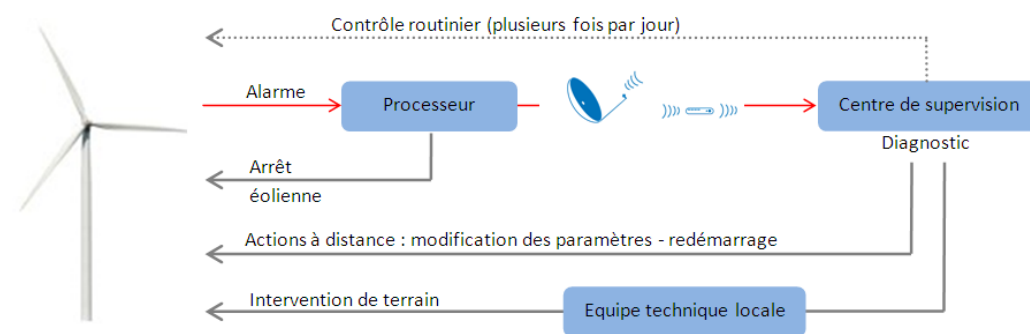 Contrôle routinier (plusieurs fois par jour)
Alarme
Processeur
Centre de supervision
Diagnostic
Arrêt
éolienne
Actions à distance : modification des paramètres - redémarrage
Intervention de terrain
Equipe technique locale